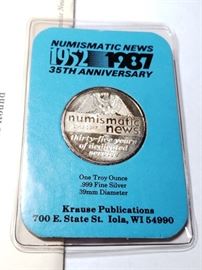 NUMISMATIC NEWS
1952 1987
35TH ANNIVERSARY
numismatic
news
thirty-five years
of dedicated
service
One Troy Ounce
.999 Fine Silver
39mm Diameter
Krause Publications
700 E. State St. Iola, WI 54990